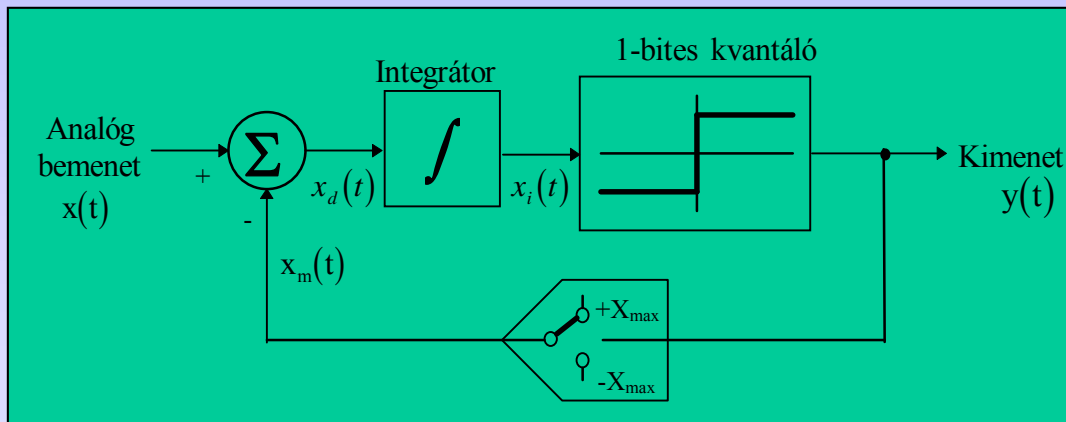 1-bites kvantáló
Integrátor
Analóg
bemenet
x(t)
+
-
Σ
x_d(t)
∫
x_i(t)
Kimenet
y(t)
x_m(t)
+X_max
-X_max